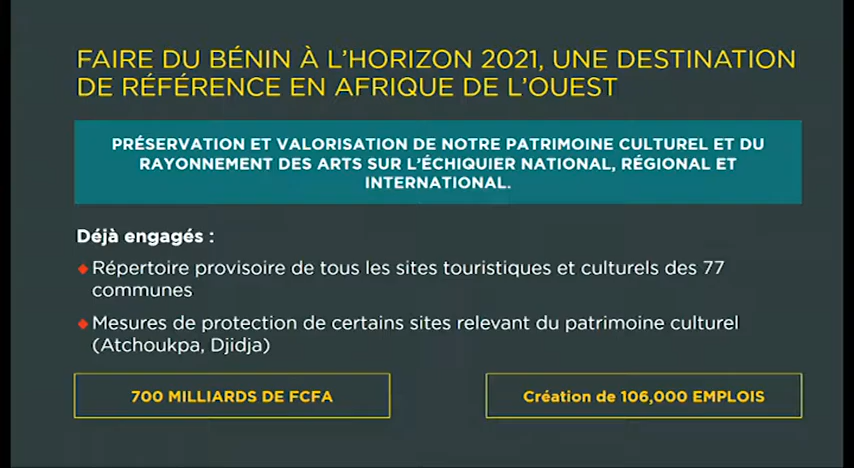 FAIRE DU BÉNIN À L'HORIZON 2021, UNE DESTINATION
DE RÉFÉRENCE EN AFRIQUE DE L'OUEST
PRÉSERVATION ET VALORISATION DE NOTRE PATRIMOINE CULTUREL ET DU
RAYONNEMENT DES ARTS SUR L'ÉCHIQUIER NATIONAL, RÉGIONAL ET
INTERNATIONAL.
Déjà engagés :
Répertoire provisoire de tous les sites touristiques et culturels des 77
communes
Mesures de protection de certains sites relevant du patrimoine culturel
(Atchoukpa, Djidja)
700 MILLIARDS DE FCFA
Création de 106,000 EMPLOIS